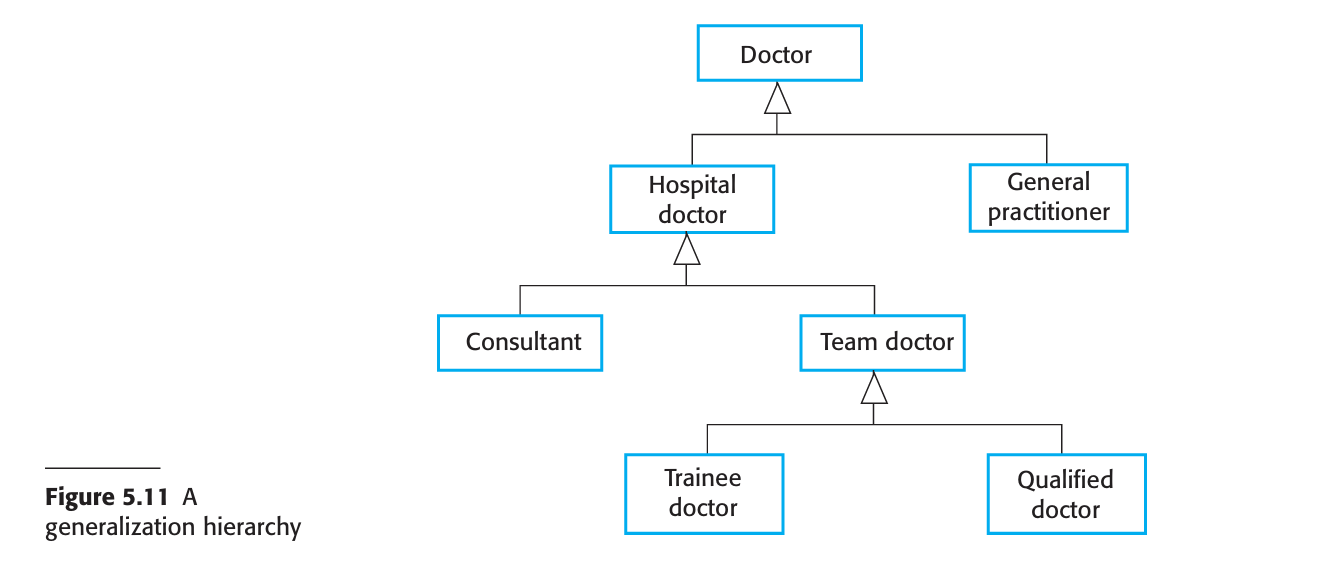 Doctor
Hospital
doctor
General
practitioner
Consultant
Team doctor
Trainee
doctor
Qualified
doctor
Figure 5.11 A
generalization hierarchy